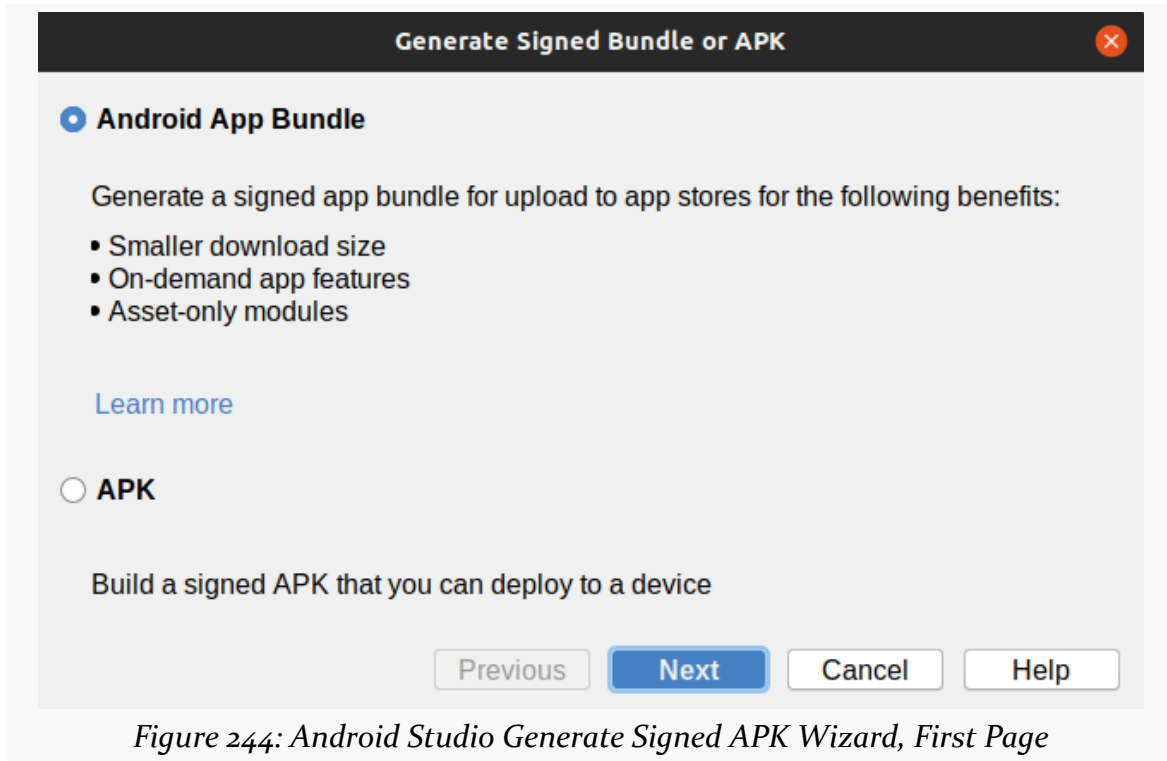 Generate Signed Bundle or APK
Android App Bundle
Generate a signed app bundle for upload to app stores for the following benefits:
• Smaller download size
• On-demand app features
• Asset-only modules
Learn more
APK
Build a signed APK that you can deploy to a device
Previous Next Cancel Help
Figure 244: Android Studio Generate Signed APK Wizard, First Page